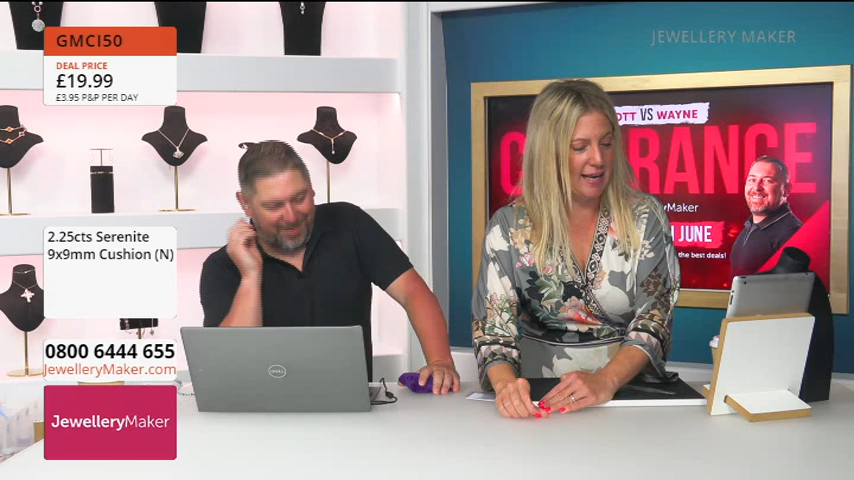 GMCI50
DEAL PRICE
£19.99
£3.95 P&P PER DAY
2.25cts Serenite
9x9mm Cushion (N)
0800 6444 655
JewelleryMaker.com
JewelleryMaker
DELL
JEWELLERY MAKER
OTT VS WAYNE
RANCE
Maker
JUNE
the best deals!